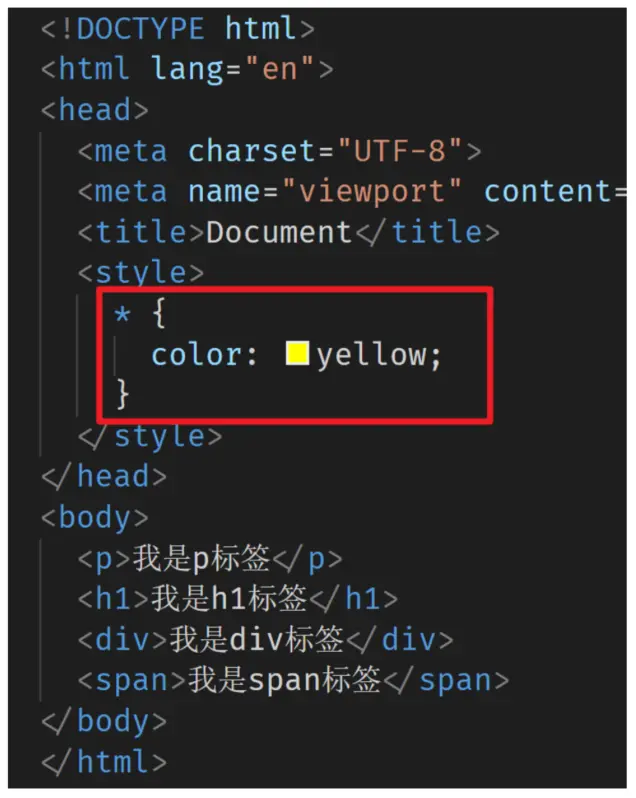 <!DOCTYPE html>
<html lang="en">
<head>
<meta charset="UTF-8">
<meta name="viewport" content=
<title>Document</title>
<style>
* {
color: yellow;
}
</style>
</head>
<body>
<p>我是p标签</p>
<h1>我是h1标签</h1>
<div>我是div标签</div>
<span>我是span标签</span>
</body>
</html>